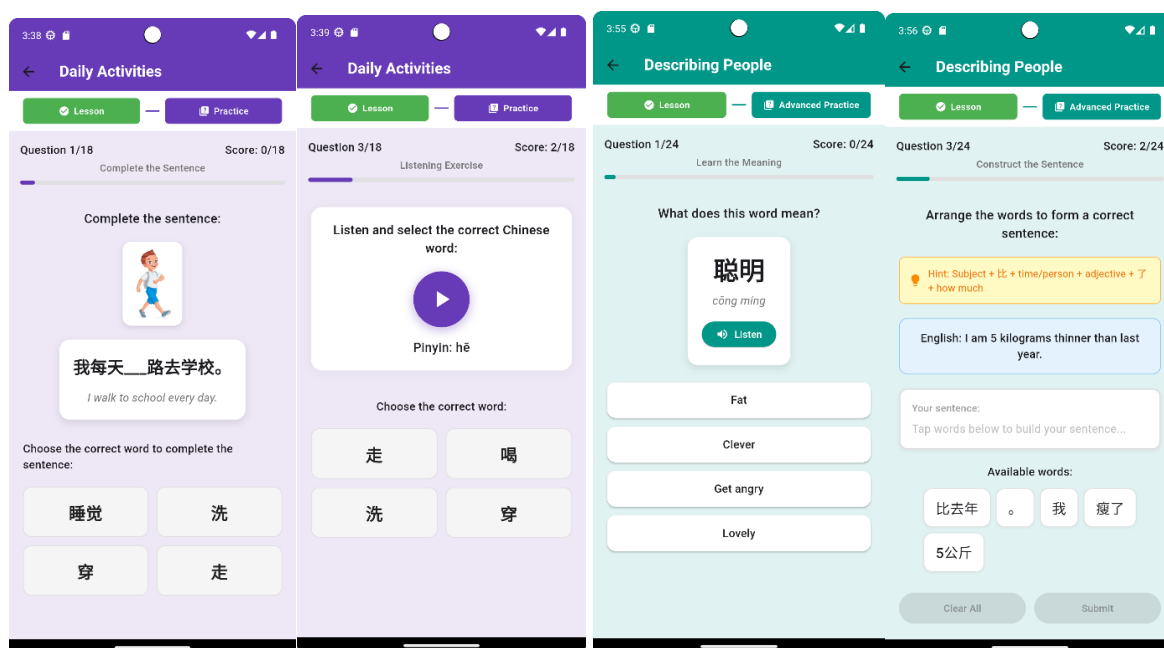 3:38
Daily Activities
Lesson
Practice
Question 1/18
Score: 0/18
Complete the Sentence
Complete the sentence:
我每天___路去学校。
I walk to school every day.
Choose the correct word to complete the
sentence:
睡觉
洗
穿
走
3:39
Daily Activities
Lesson
Practice
Question 3/18
Score: 2/18
Listening Exercise
Listen and select the correct Chinese
word:
Pinyin: hē
Choose the correct word:
走
喝
洗
穿
3:55
Describing People
Lesson
Advanced Practice
Question 1/24
Score: 0/24
Learn the Meaning
What does this word mean?
聪明
cōng míng
Listen
Fat
Clever
Get angry
Lovely
3:56
Describing People
Lesson
Advanced Practice
Question 3/24
Score: 2/24
Construct the Sentence
Arrange the words to form a correct
sentence:
Hint: Subject + 比 + time/person + adjective + 了
+ how much
English: I am 5 kilograms thinner than last
year.
Your sentence:
Tap words below to build your sentence...
Available words:
比去年
。
我
瘦了
5公斤
Clear All
Submit